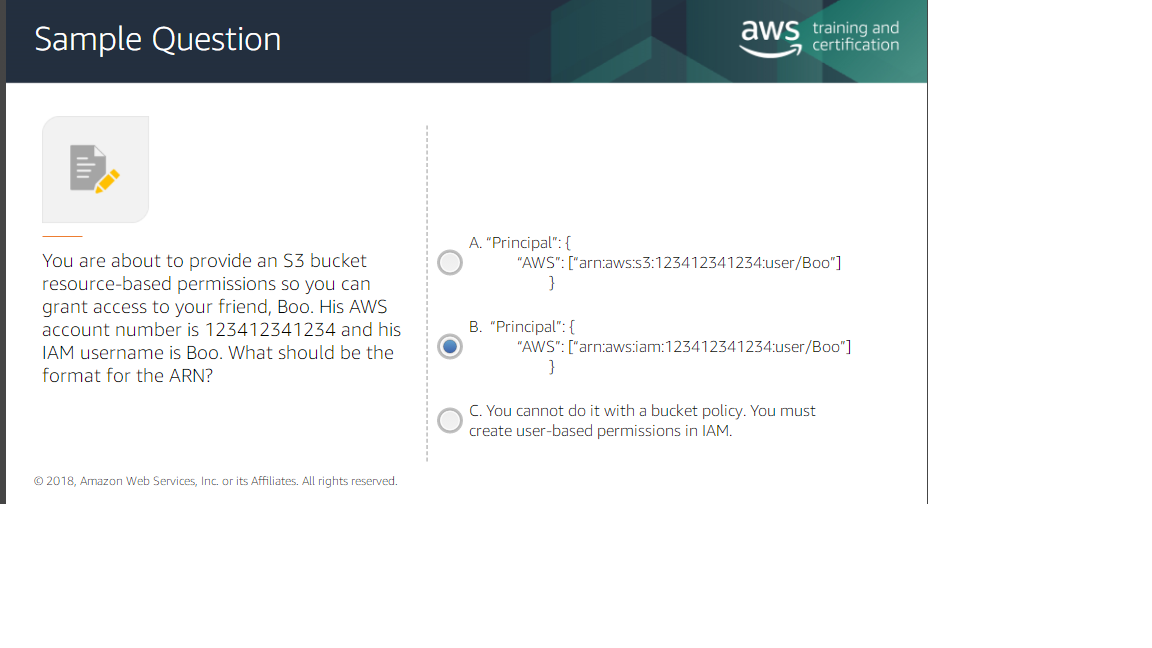 Sample Question
aws training and
certification
You are about to provide an S3 bucket
resource-based permissions so you can
grant access to your friend, Boo. His AWS
account number is 123412341234 and his
IAM username is Boo. What should be the
format for the ARN?
A. “Principal”: {
“AWS”: [“arn:aws:s3:123412341234:user/Boo”]
}
B. “Principal”: {
“AWS”: [“arn:aws:iam:123412341234:user/Boo”]
}
C. You cannot do it with a bucket policy. You must
create user-based permissions in IAM.
© 2018, Amazon Web Services, Inc. or its Affiliates. All rights reserved.